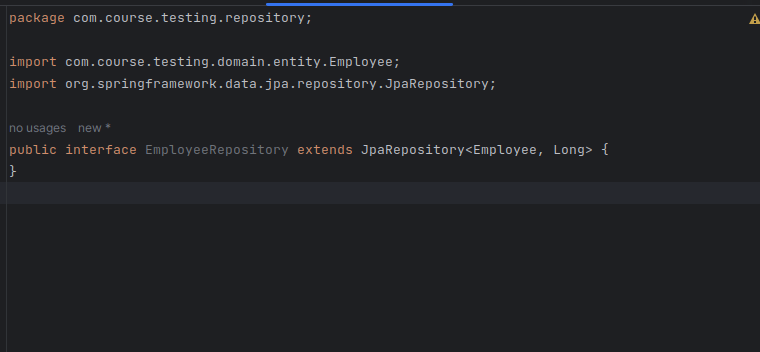 package com.course.testing.repository;
import com.course.testing.domain.entity.Employee;
import org.springframework.data.jpa.repository.JpaRepository;
no usages new *
public interface EmployeeRepository extends JpaRepository<Employee, Long> {
}